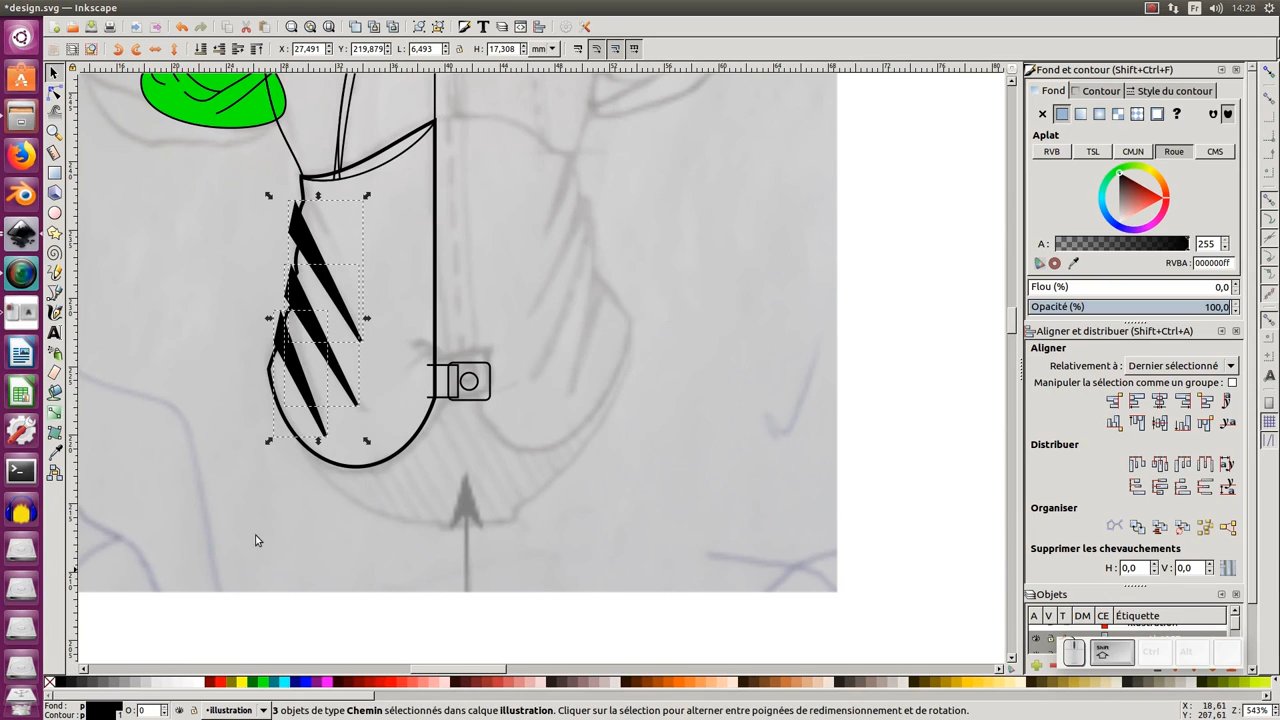 *design.svg - Inkscape
Fr
14:28
X : 27,491 Y : 219,879 L : 6,493 H : 17,308 mm
Fond et contour (Shift+Ctrl+F)
Fond Contour Style du contour
Aplat
RVB TSL CMJN Roue CMS
A : 255
RVBA : 000000ff
Flou (%) 0,0
Opacité (%) 100,0
Aligner et distribuer (Shift+Ctrl+A)
Aligner
Relativement à : Dernier sélectionné
Manipuler la sélection comme un groupe :
Distribuer
Organiser
Supprimer les chevauchements
H : 0,0 V : 0,0
Objets
A V T DM CE Étiquette
Shift Ctrl Alt
Fond : p
Contour : p 1
O : 0
•illustration
3 objets de type Chemin sélectionnés dans calque illustration. Cliquer sur la sélection pour alterner entre poignées de redimensionnement et de rotation.
X : 18,61
Y : 207,61
Z : 543%